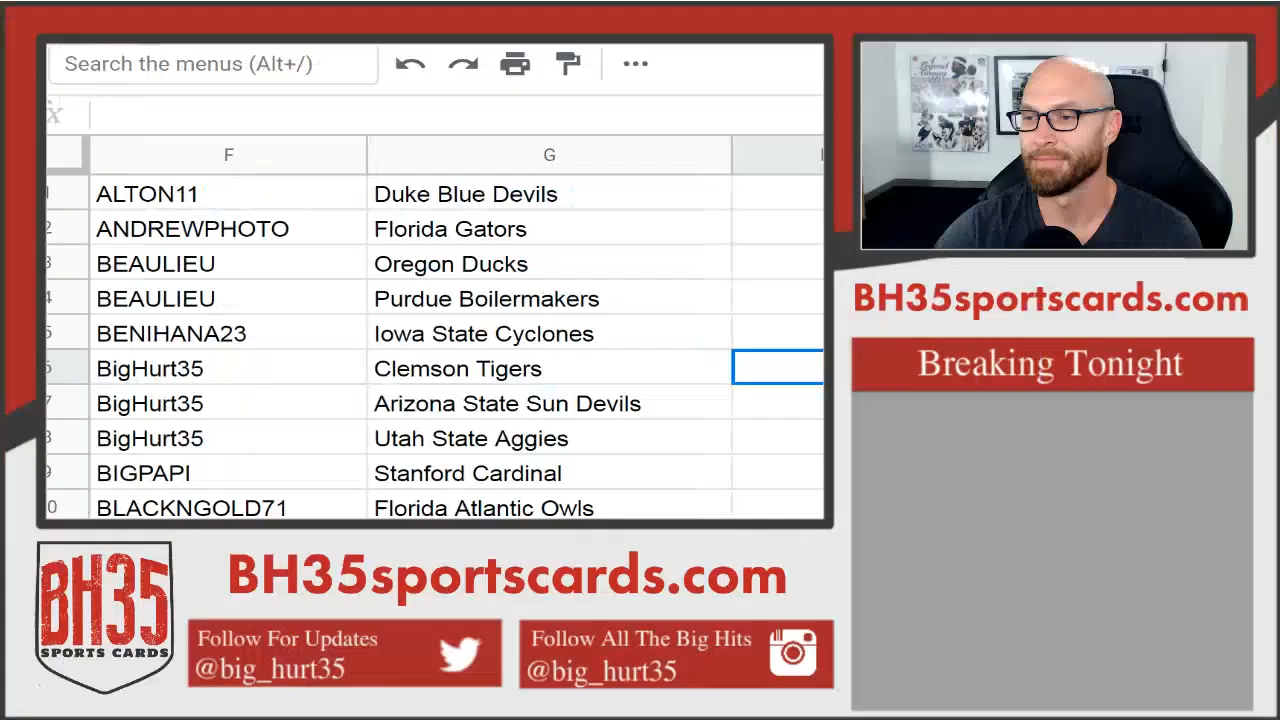 Search the menus (Alt+/)
F
G
ALTON11 Duke Blue Devils
ANDREWPHOTO Florida Gators
BEAULIEU Oregon Ducks
BEAULIEU Purdue Boilermakers
BENIHANA23 Iowa State Cyclones
BigHurt35 Clemson Tigers
BigHurt35 Arizona State Sun Devils
BigHurt35 Utah State Aggies
BIGPAPI Stanford Cardinal
BLACKNGOLD71 Florida Atlantic Owls
BH35sportscards.com
Breaking Tonight
BH35
SPORTS CARDS
BH35sportscards.com
Follow For Updates
@big_hurt35
Follow All The Big Hits
@big_hurt35